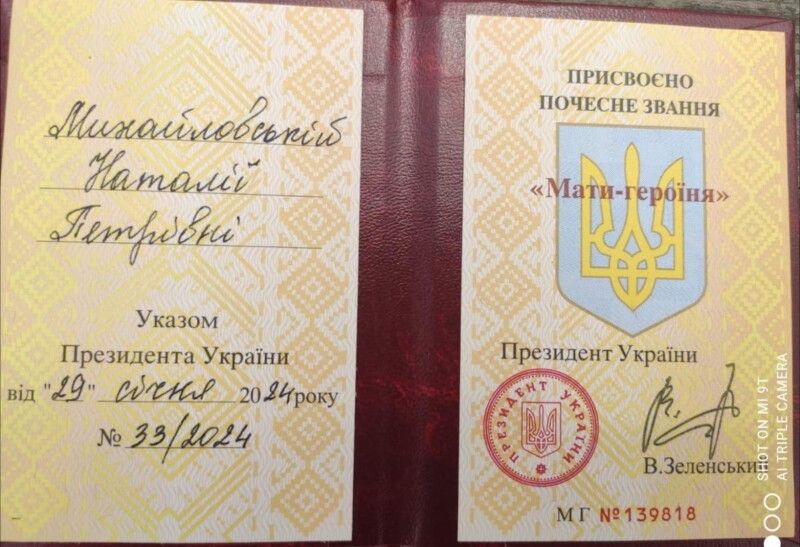 Михайловській
Наталії
Петрівні
Указом
Президента України
від "29" січня 2024 року
№ 33/2024
ПРИСВОЄНО
ПОЧЕСНЕ ЗВАННЯ
«Мати-героїня»
Президент України
ПРЕЗИДЕНТ УКРАЇНИ
В.Зеленський
МГ №139818
SHOT ON MI 9T
AI TRIPLE CAMERA